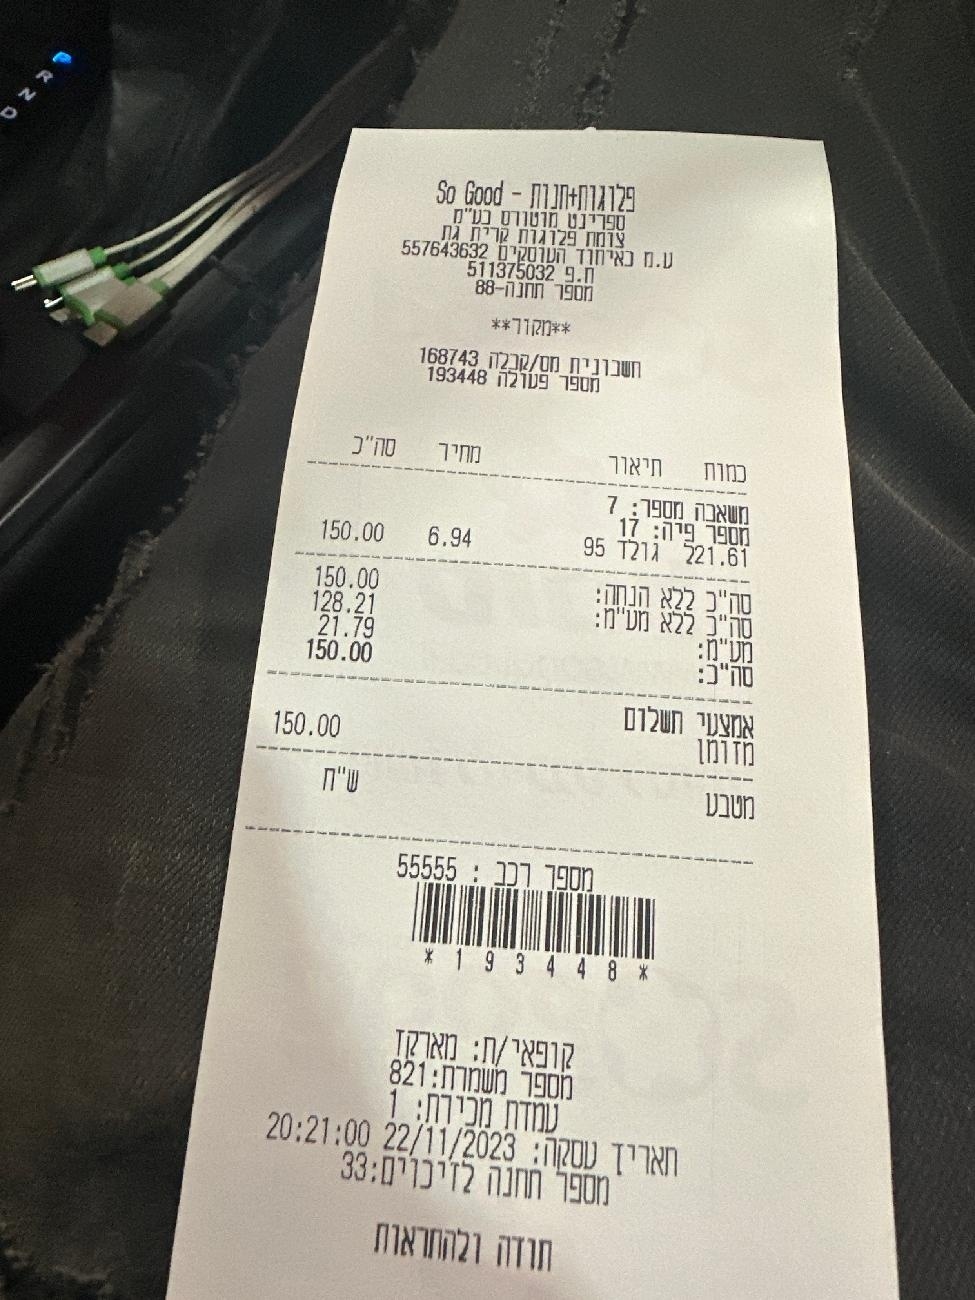 P
R
N
D
So Good - פלוגות+חנות
ספרינט מוטורס בע"מ
צומת פלוגות קרית גת
ע.מ באיחוד העוסקים 557643632
ח.פ 511375032
מספר תחנה-88
**מקור**
חשבונית מס/קבלה 168743
מספר פעולה 193448
כמות תיאור מחיר סה"כ
משאבה מספר: 7
מספר פיה: 17
221.61 גולד 95 6.94 150.00
סה"כ ללא הנחה: 150.00
סה"כ ללא מע"מ: 128.21
מע"מ: 21.79
סה"כ: 150.00
אמצעי תשלום
מזומן 150.00
מטבע ש"ח
מספר רכב : 55555
*193448*
קופאי/ת: מארקז
מספר משמרת:821
עמדת מכירת: 1
תאריך עסקה: 22/11/2023 20:21:00
מספר תחנה לזיכוים:33
תודה ולהתראות